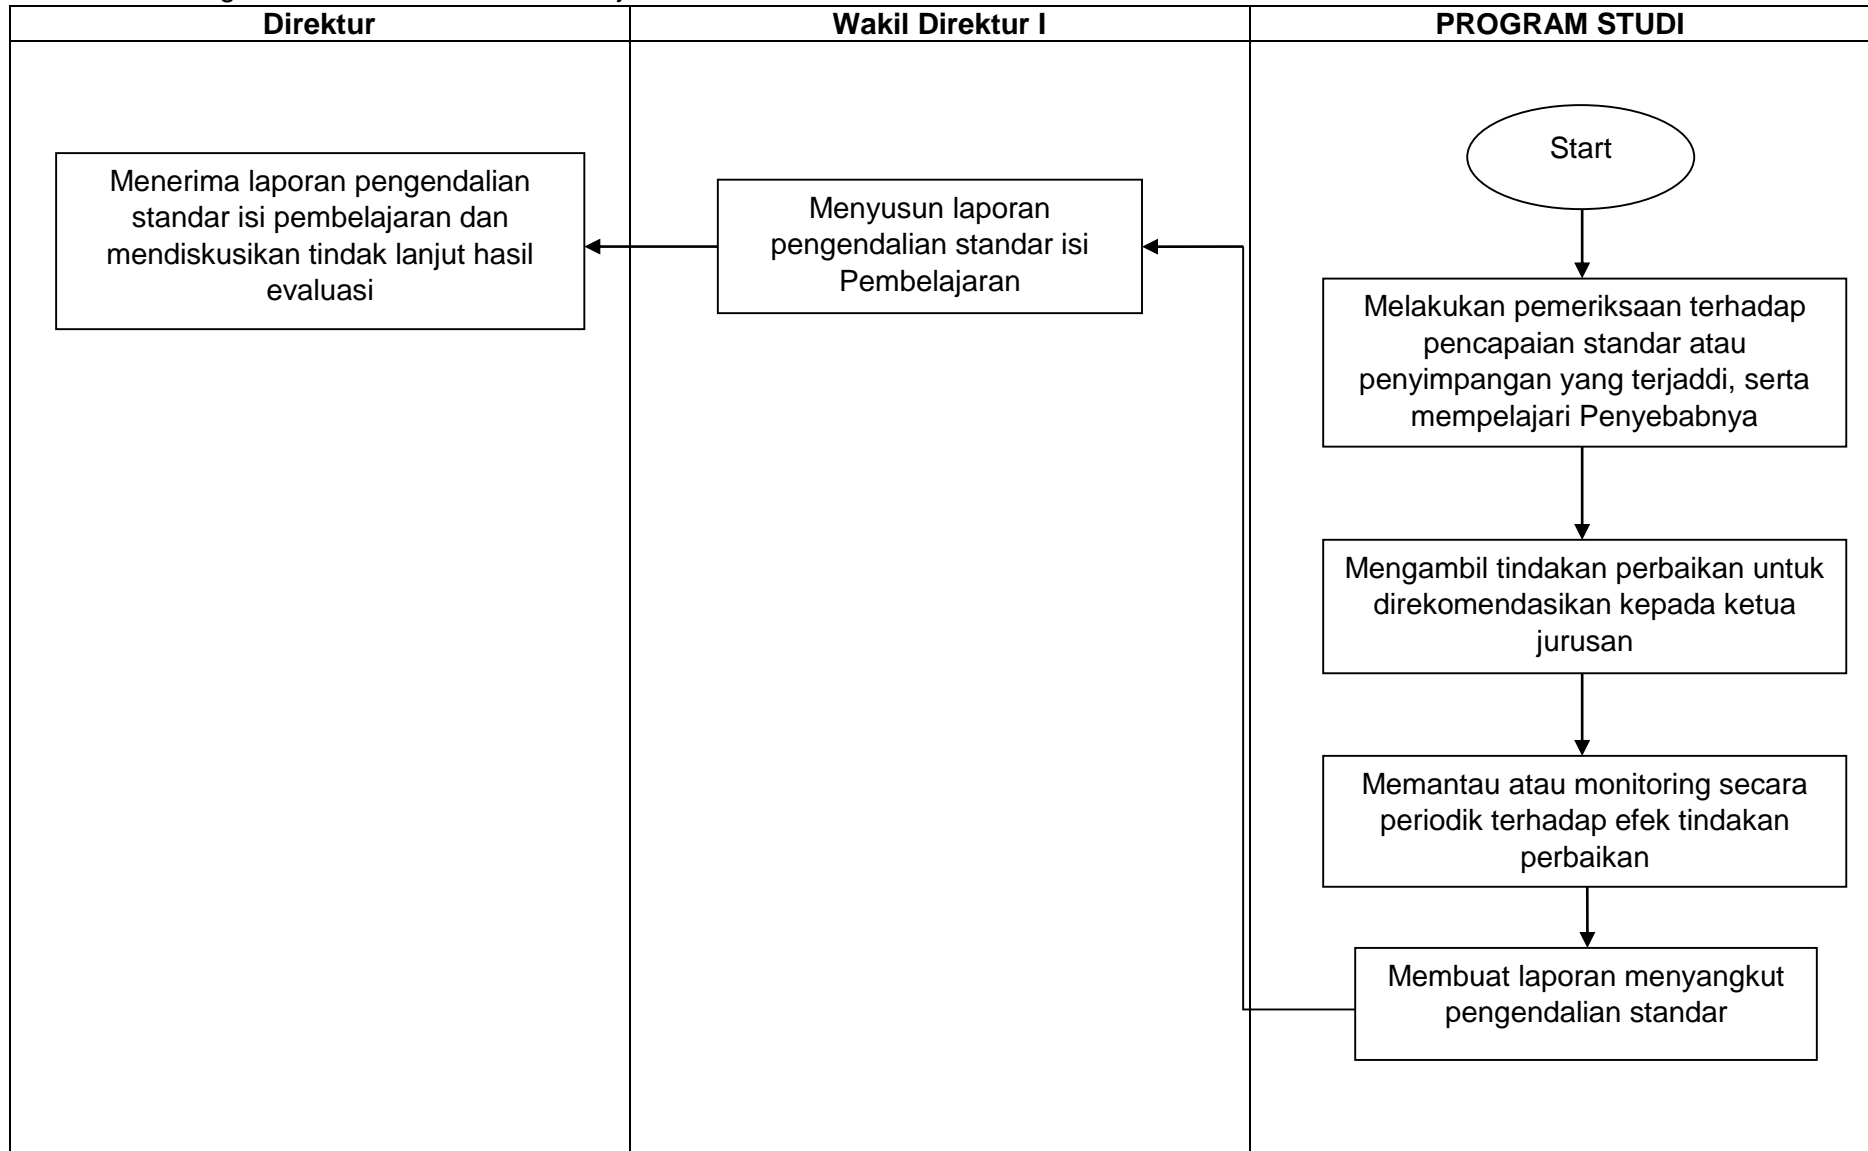 Direktur
Wakil Direktur I
PROGRAM STUDI
Start
Menerima laporan pengendalian
standar isi pembelajaran dan
mendiskusikan tindak lanjut hasil
evaluasi
Menyusun laporan
pengendalian standar isi
Pembelajaran
Melakukan pemeriksaan terhadap
pencapaian standar atau
penyimpangan yang terjaddi, serta
mempelajari Penyebabnya
Mengambil tindakan perbaikan untuk
direkomendasikan kepada ketua
jurusan
Memantau atau monitoring secara
periodik terhadap efek tindakan
perbaikan
Membuat laporan menyangkut
pengendalian standar